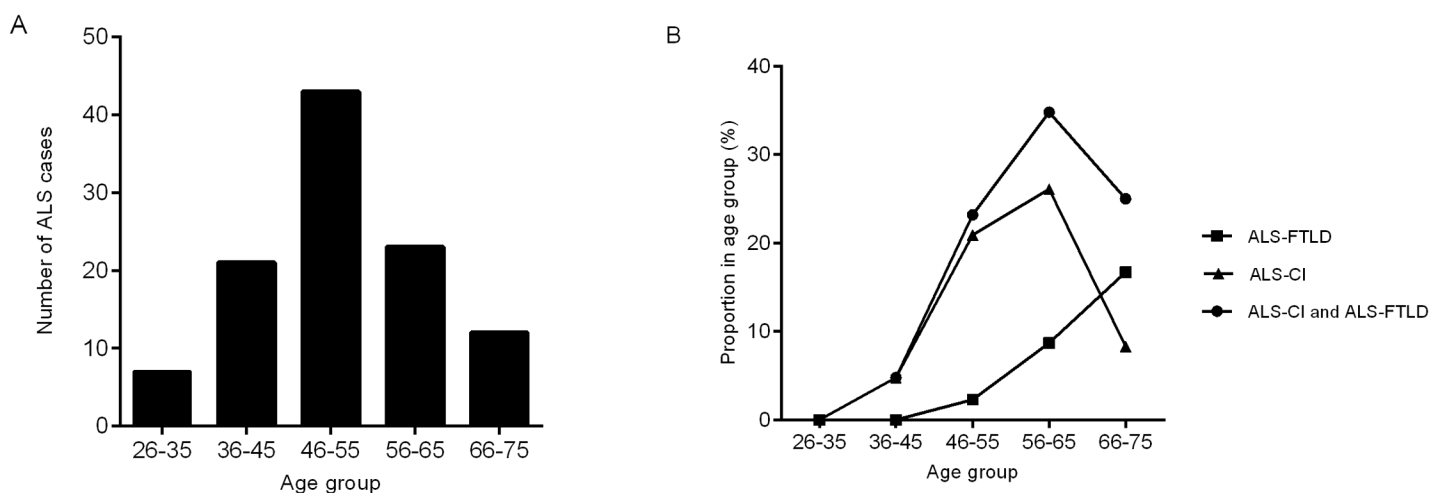 A
Number of ALS cases
50
40
30
20
10
0
26-35 36-45 46-55 56-65 66-75
Age group
B
Proportion in age group (%)
40
30
20
10
0
26-35 36-45 46-55 56-65 66-75
Age group
ALS-FTLD
ALS-CI
ALS-CI and ALS-FTLD